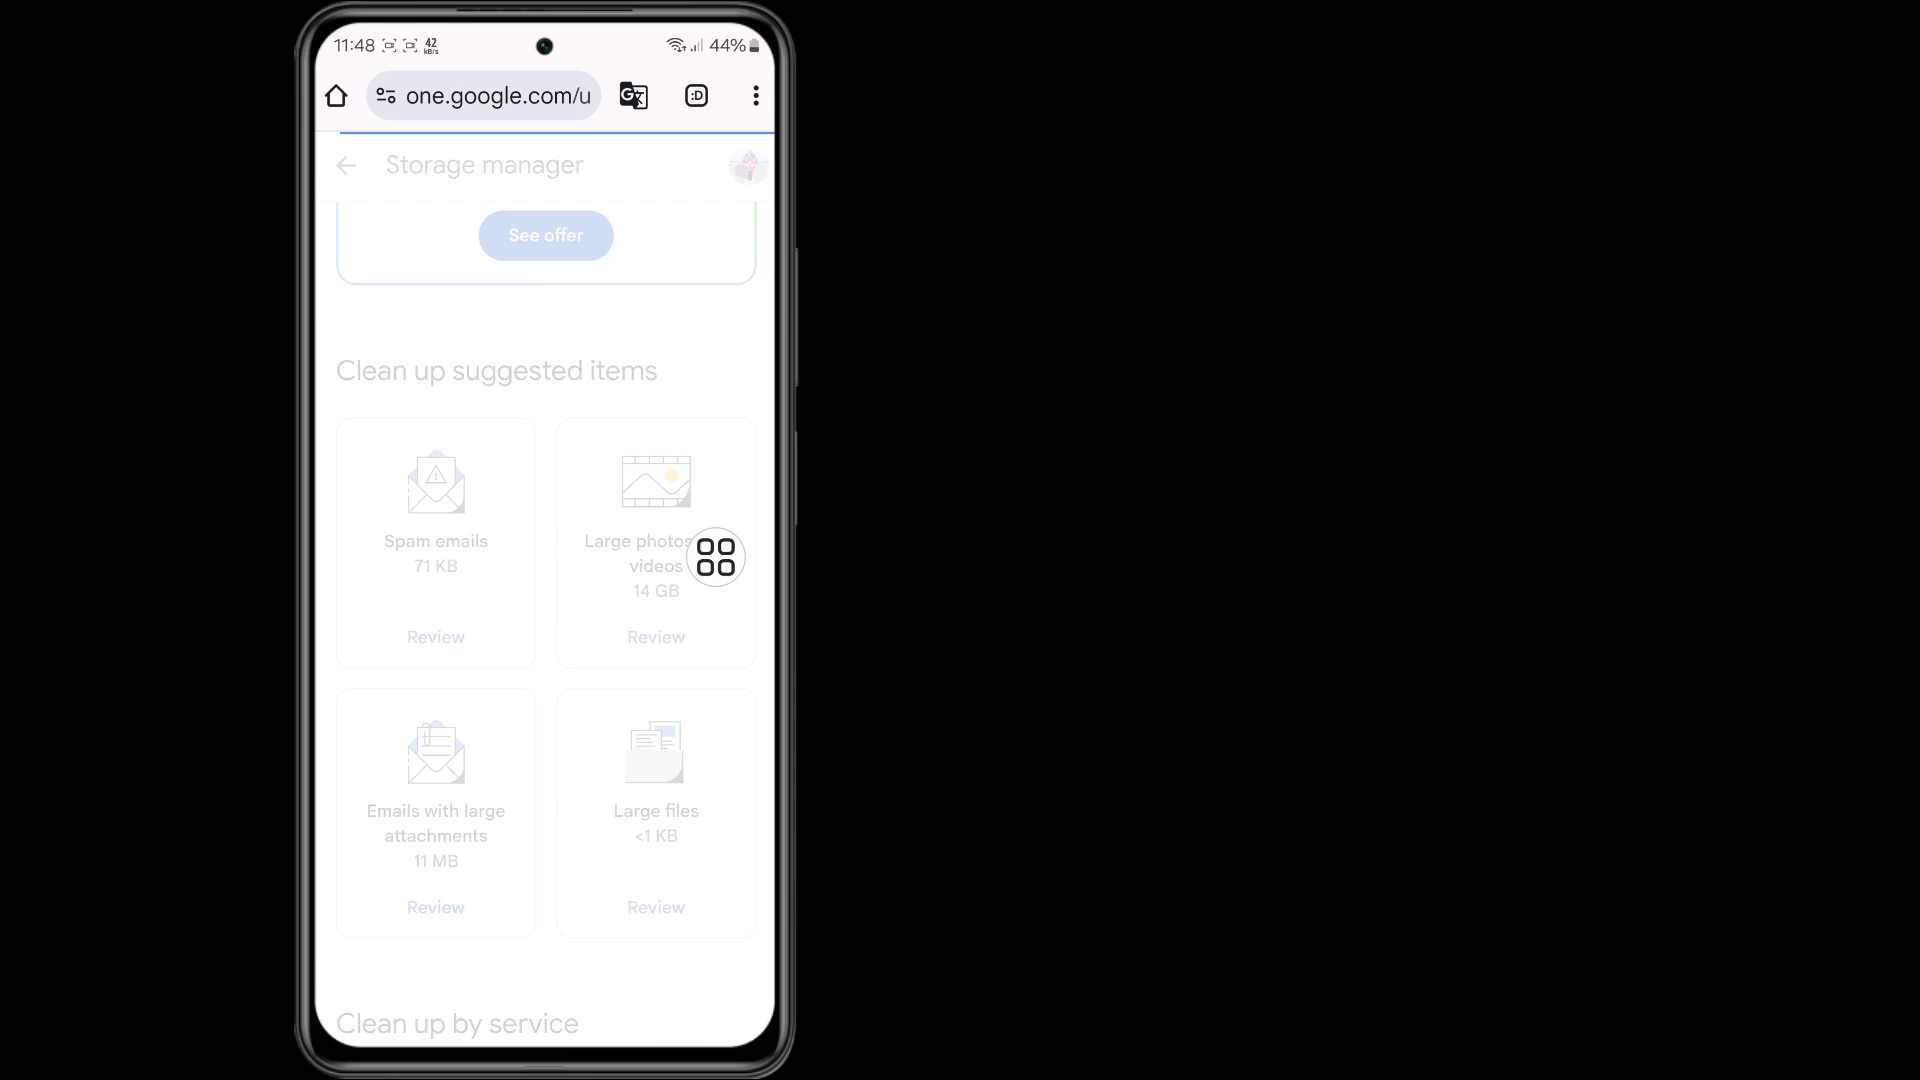 11:48 42 KB/s 44%
one.google.com/u :D
Storage manager
See offer
Clean up suggested items
Spam emails
71 KB
Review
Large photos
videos
14 GB
Review
Emails with large
attachments
11 MB
Review
Large files
<1 KB
Review
Clean up by service